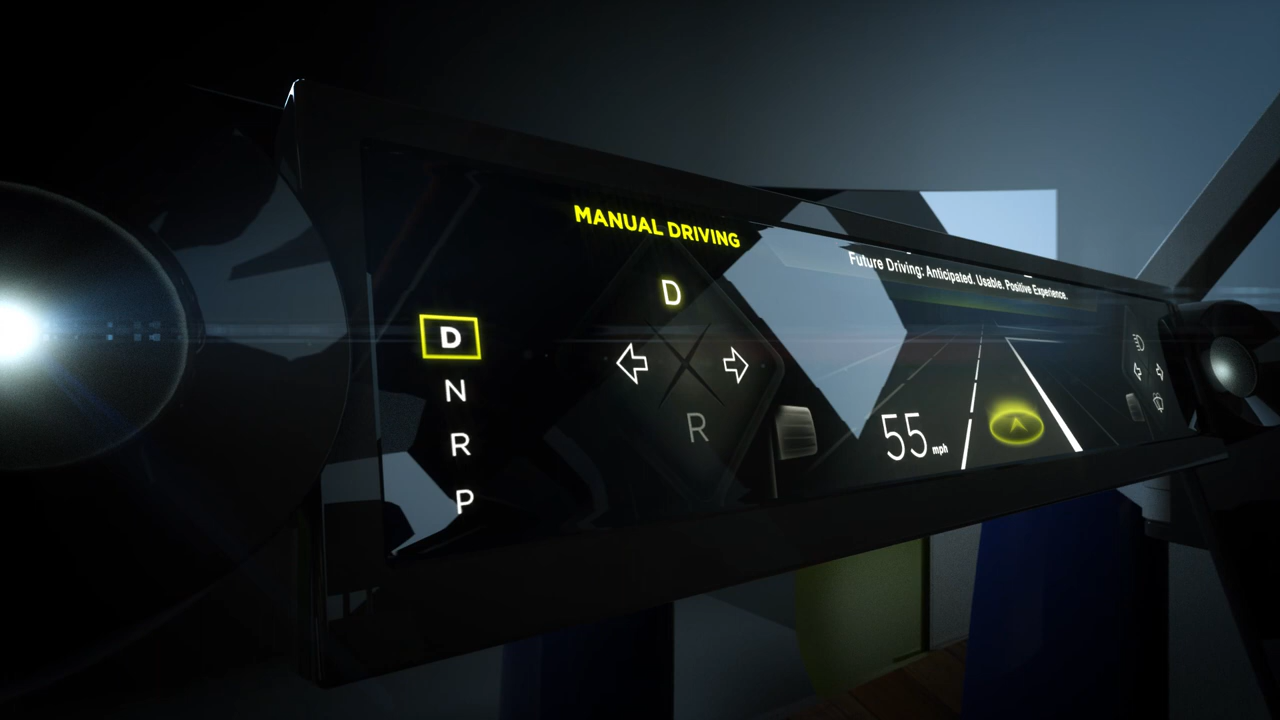 MANUAL DRIVING
D
D
N
R
P
R
Future Driving: Anticipated. Usable. Positive Experience.
55 mph